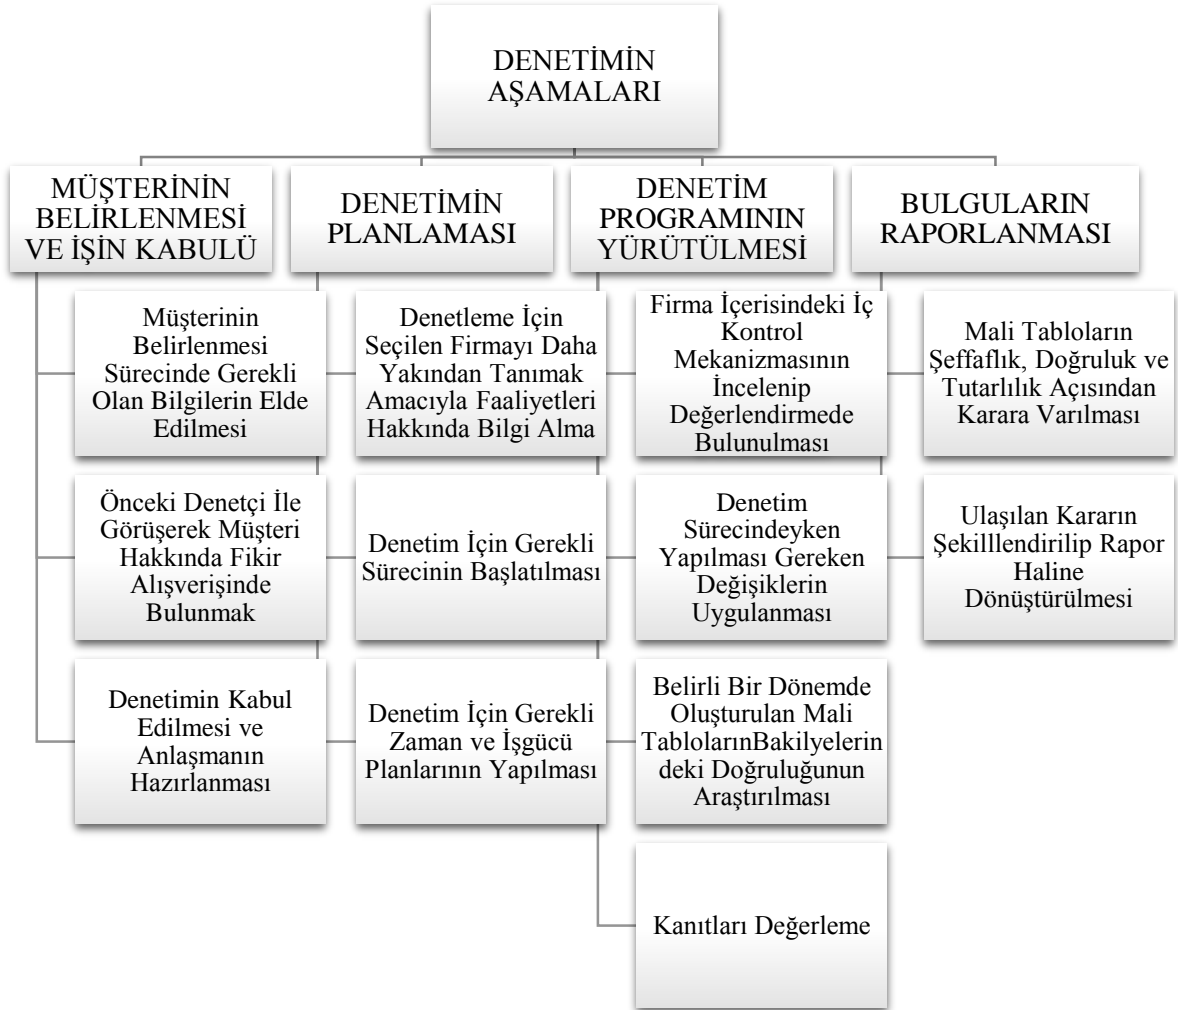 DENETİMİN
AŞAMALARI
MÜŞTERİNİN
BELİRLENMESİ
VE İŞİN KABULÜ
Müşterinin
Belirlenmesi
Sürecinde Gerekli
Olan Bilgilerin Elde
Edilmesi
Önceki Denetçi İle
Görüşerek Müşteri
Hakkında Fikir
Alışverişinde
Bulunmak
Denetimin Kabul
Edilmesi ve
Anlaşmanın
Hazırlanması
DENETİMİN
PLANLAMASI
Denetleme İçin
Seçilen Firmayı Daha
Yakından Tanımak
Amacıyla Faaliyetleri
Hakkında Bilgi Alma
Denetim İçin Gerekli
Sürecinin Başlatılması
Denetim İçin Gerekli
Zaman ve İşgücü
Planlarının Yapılması
DENETİM
PROGRAMININ
YÜRÜTÜLMESİ
Firma İçerisindeki İç
Kontrol
Mekanizmasının
İncelenip
Değerlendirmede
Bulunulması
Denetim
Sürecindeyken
Yapılması Gereken
Değişiklerin
Uygulanması
Belirli Bir Dönemde
Oluşturulan Mali
TablolarınBakilyelerin
deki Doğruluğunun
Araştırılması
Kanıtları Değerleme
BULGULARIN
RAPORLANMASI
Mali Tabloların
Şeffaflık, Doğruluk ve
Tutarlılık Açısından
Karara Varılması
Ulaşılan Kararın
Şekilllendirilip Rapor
Haline
Dönüştürülmesi